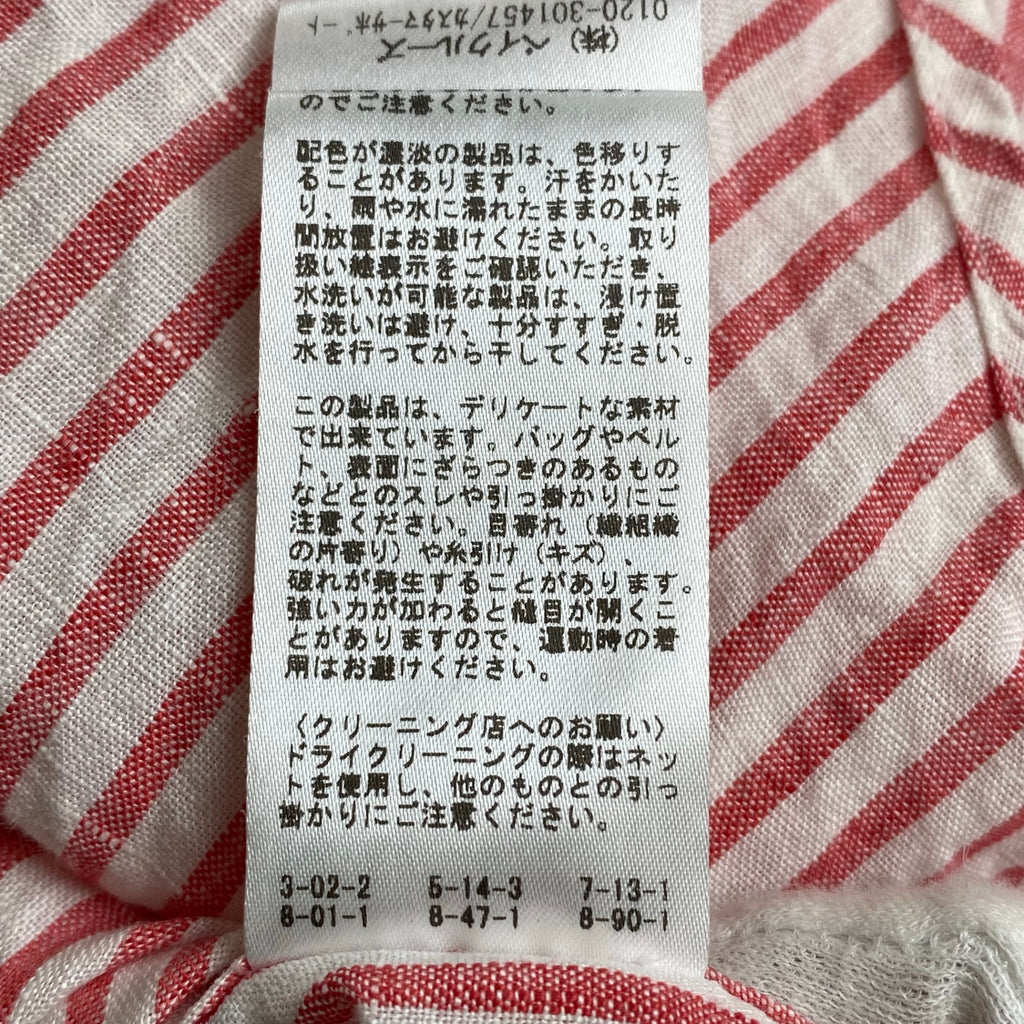 0120-301457/カスタマーサポート
(株) ベイクルーズ
のでご注意ください。
配色が濃淡の製品は、色移りす
ることがあります。汗をかいた
り、雨や水に濡れたままの長時
間放置はお避けください。取り
扱い絵表示をご確認いただき、
水洗いが可能な製品は、浸け置
き洗いは避け、十分すすぎ・脱
水を行ってから干してください。
この製品は、デリケートな素材
で出来ています。バッグやベル
ト、表面にざらつきのあるもの
などとのスレや引っ掛かりにご
注意ください。目寄れ（繊組織
の片寄り）や糸引け（キズ）、
破れが発生することがあります。
強い力が加わると縫目が開くこ
とがありますので、運動時の着
用はお避けください。
〈クリーニング店へのお願い〉
ドライクリーニングの際はネッ
トを使用し、他のものとの引っ
掛かりにご注意ください。
3-02-2 5-14-3 7-13-1
8-01-1 8-47-1 8-90-1